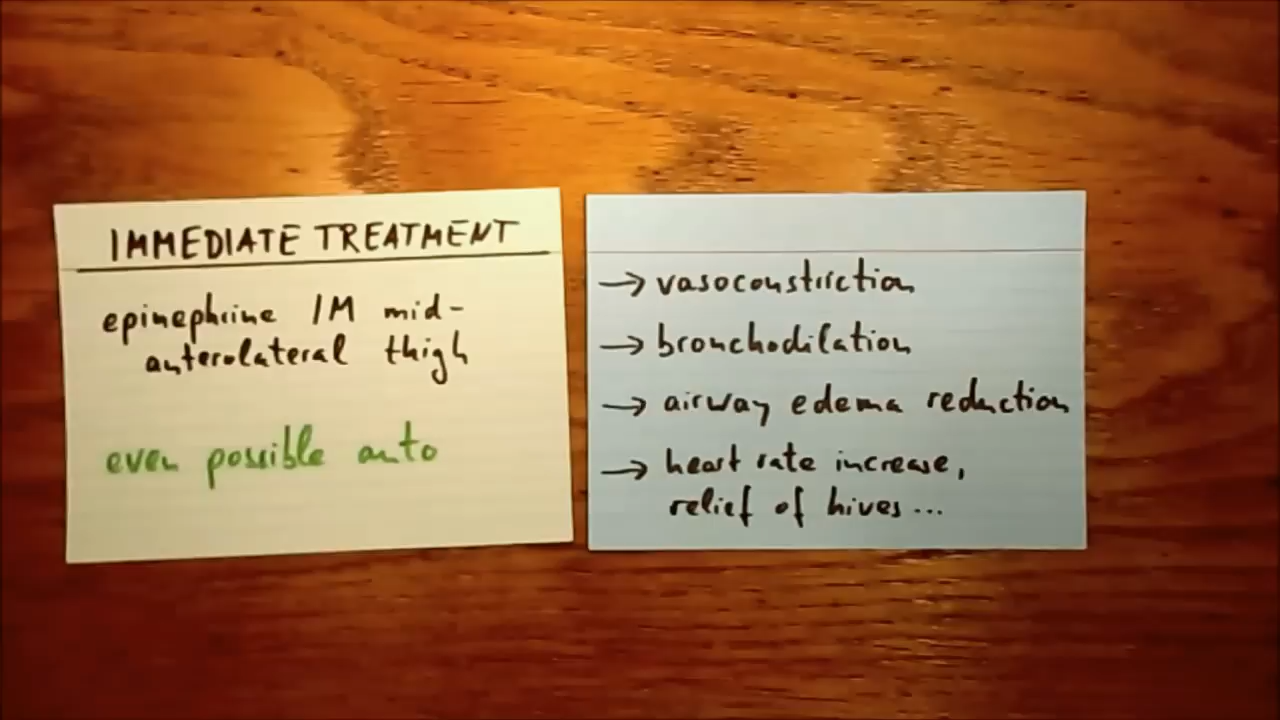 IMMEDIATE TREATMENT
epinephrine IM mid-
anterolateral thigh
even possible auto
→ vasoconstriction
→ bronchodilation
→ airway edema reduction
→ heart rate increase,
relief of hives...